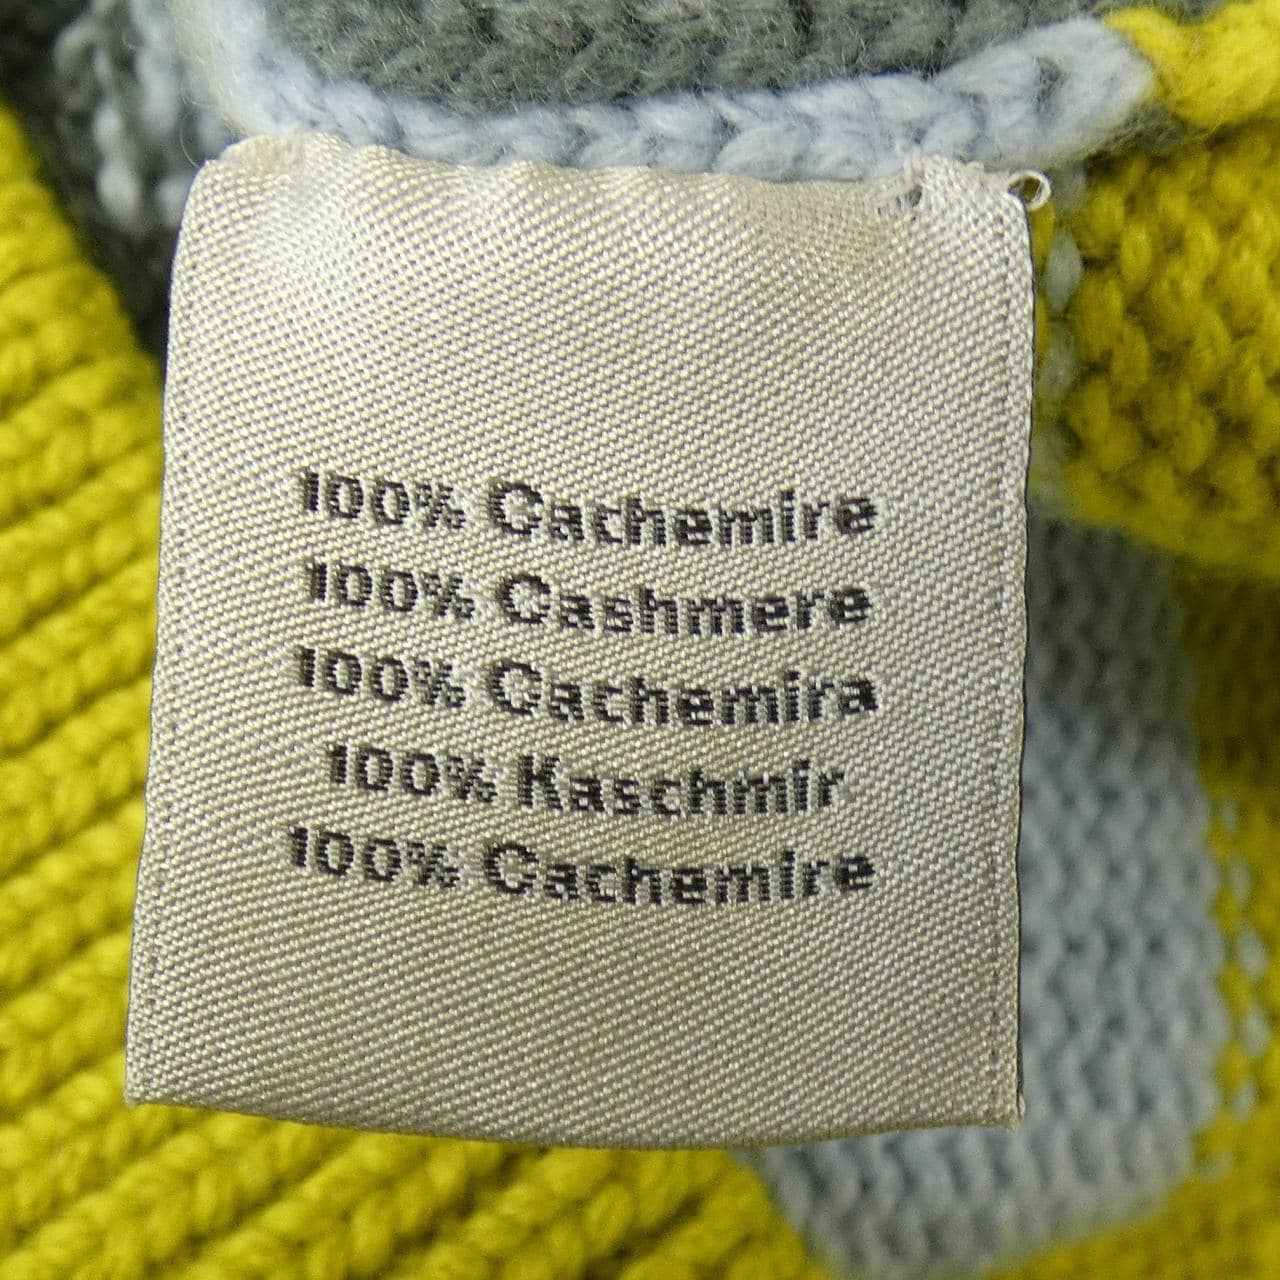 100% Cachemire
100% Cashmere
100% Cachemira
100% Kaschmir
100% Cachemire